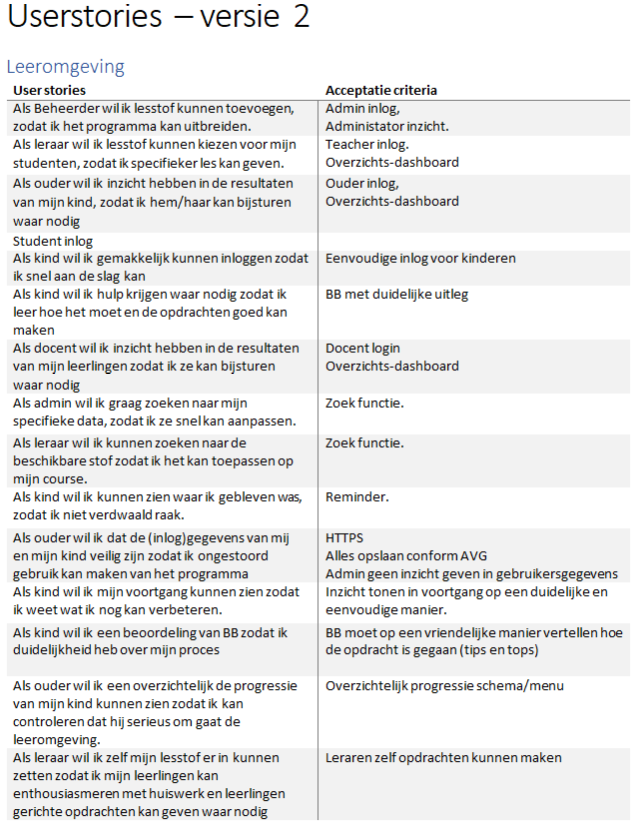 Userstories – versie 2
Leeromgeving
User stories
Acceptatie criteria
Als Beheerder wil ik lesstof kunnen toevoegen,
zodat ik het programma kan uitbreiden.
Admin inlog,
Administator inzicht.
Als leraar wil ik lesstof kunnen kiezen voor mijn
studenten, zodat ik specifieker les kan geven.
Teacher inlog.
Overzichts-dashboard
Als ouder wil ik inzicht hebben in de resultaten
van mijn kind, zodat ik hem/haar kan bijsturen
waar nodig
Ouder inlog,
Overzichts-dashboard
Student inlog
Als kind wil ik gemakkelijk kunnen inloggen zodat
ik snel aan de slag kan
Eenvoudige inlog voor kinderen
Als kind wil ik hulp krijgen waar nodig zodat ik
leer hoe het moet en de opdrachten goed kan
maken
BB met duidelijke uitleg
Als docent wil ik inzicht hebben in de resultaten
van mijn leerlingen zodat ik ze kan bijsturen
waar nodig
Docent login
Overzichts-dashboard
Als admin wil ik graag zoeken naar mijn
specifieke data, zodat ik ze snel kan aanpassen.
Zoek functie.
Als leraar wil ik kunnen zoeken naar de
beschikbare stof zodat ik het kan toepassen op
mijn course.
Zoek functie.
Als kind wil ik kunnen zien waar ik gebleven was,
zodat ik niet verdwaald raak.
Reminder.
Als ouder wil ik dat de (inlog)gegevens van mij
en mijn kind veilig zijn zodat ik ongestoord
gebruik kan maken van het programma
HTTPS
Alles opslaan conform AVG
Admin geen inzicht geven in gebruikersgegevens
Als kind wil ik mijn voortgang kunnen zien zodat
ik weet wat ik nog kan verbeteren.
Inzicht tonen in voortgang op een duidelijke en
eenvoudige manier.
Als kind wil ik een beoordeling van BB zodat ik
duidelijkheid heb over mijn proces
BB moet op een vriendelijke manier vertellen hoe
de opdracht is gegaan (tips en tops)
Als ouder wil ik een overzichtelijk de progressie
van mijn kind kunnen zien zodat ik kan
controleren dat hij serieus om gaat de
leeromgeving.
Overzichtelijk progressie schema/menu
Als leraar wil ik zelf mijn lesstof er in kunnen
zetten zodat ik mijn leerlingen kan
enthousiasmeren met huiswerk en leerlingen
gerichte opdrachten kan geven waar nodig
Leraren zelf opdrachten kunnen maken